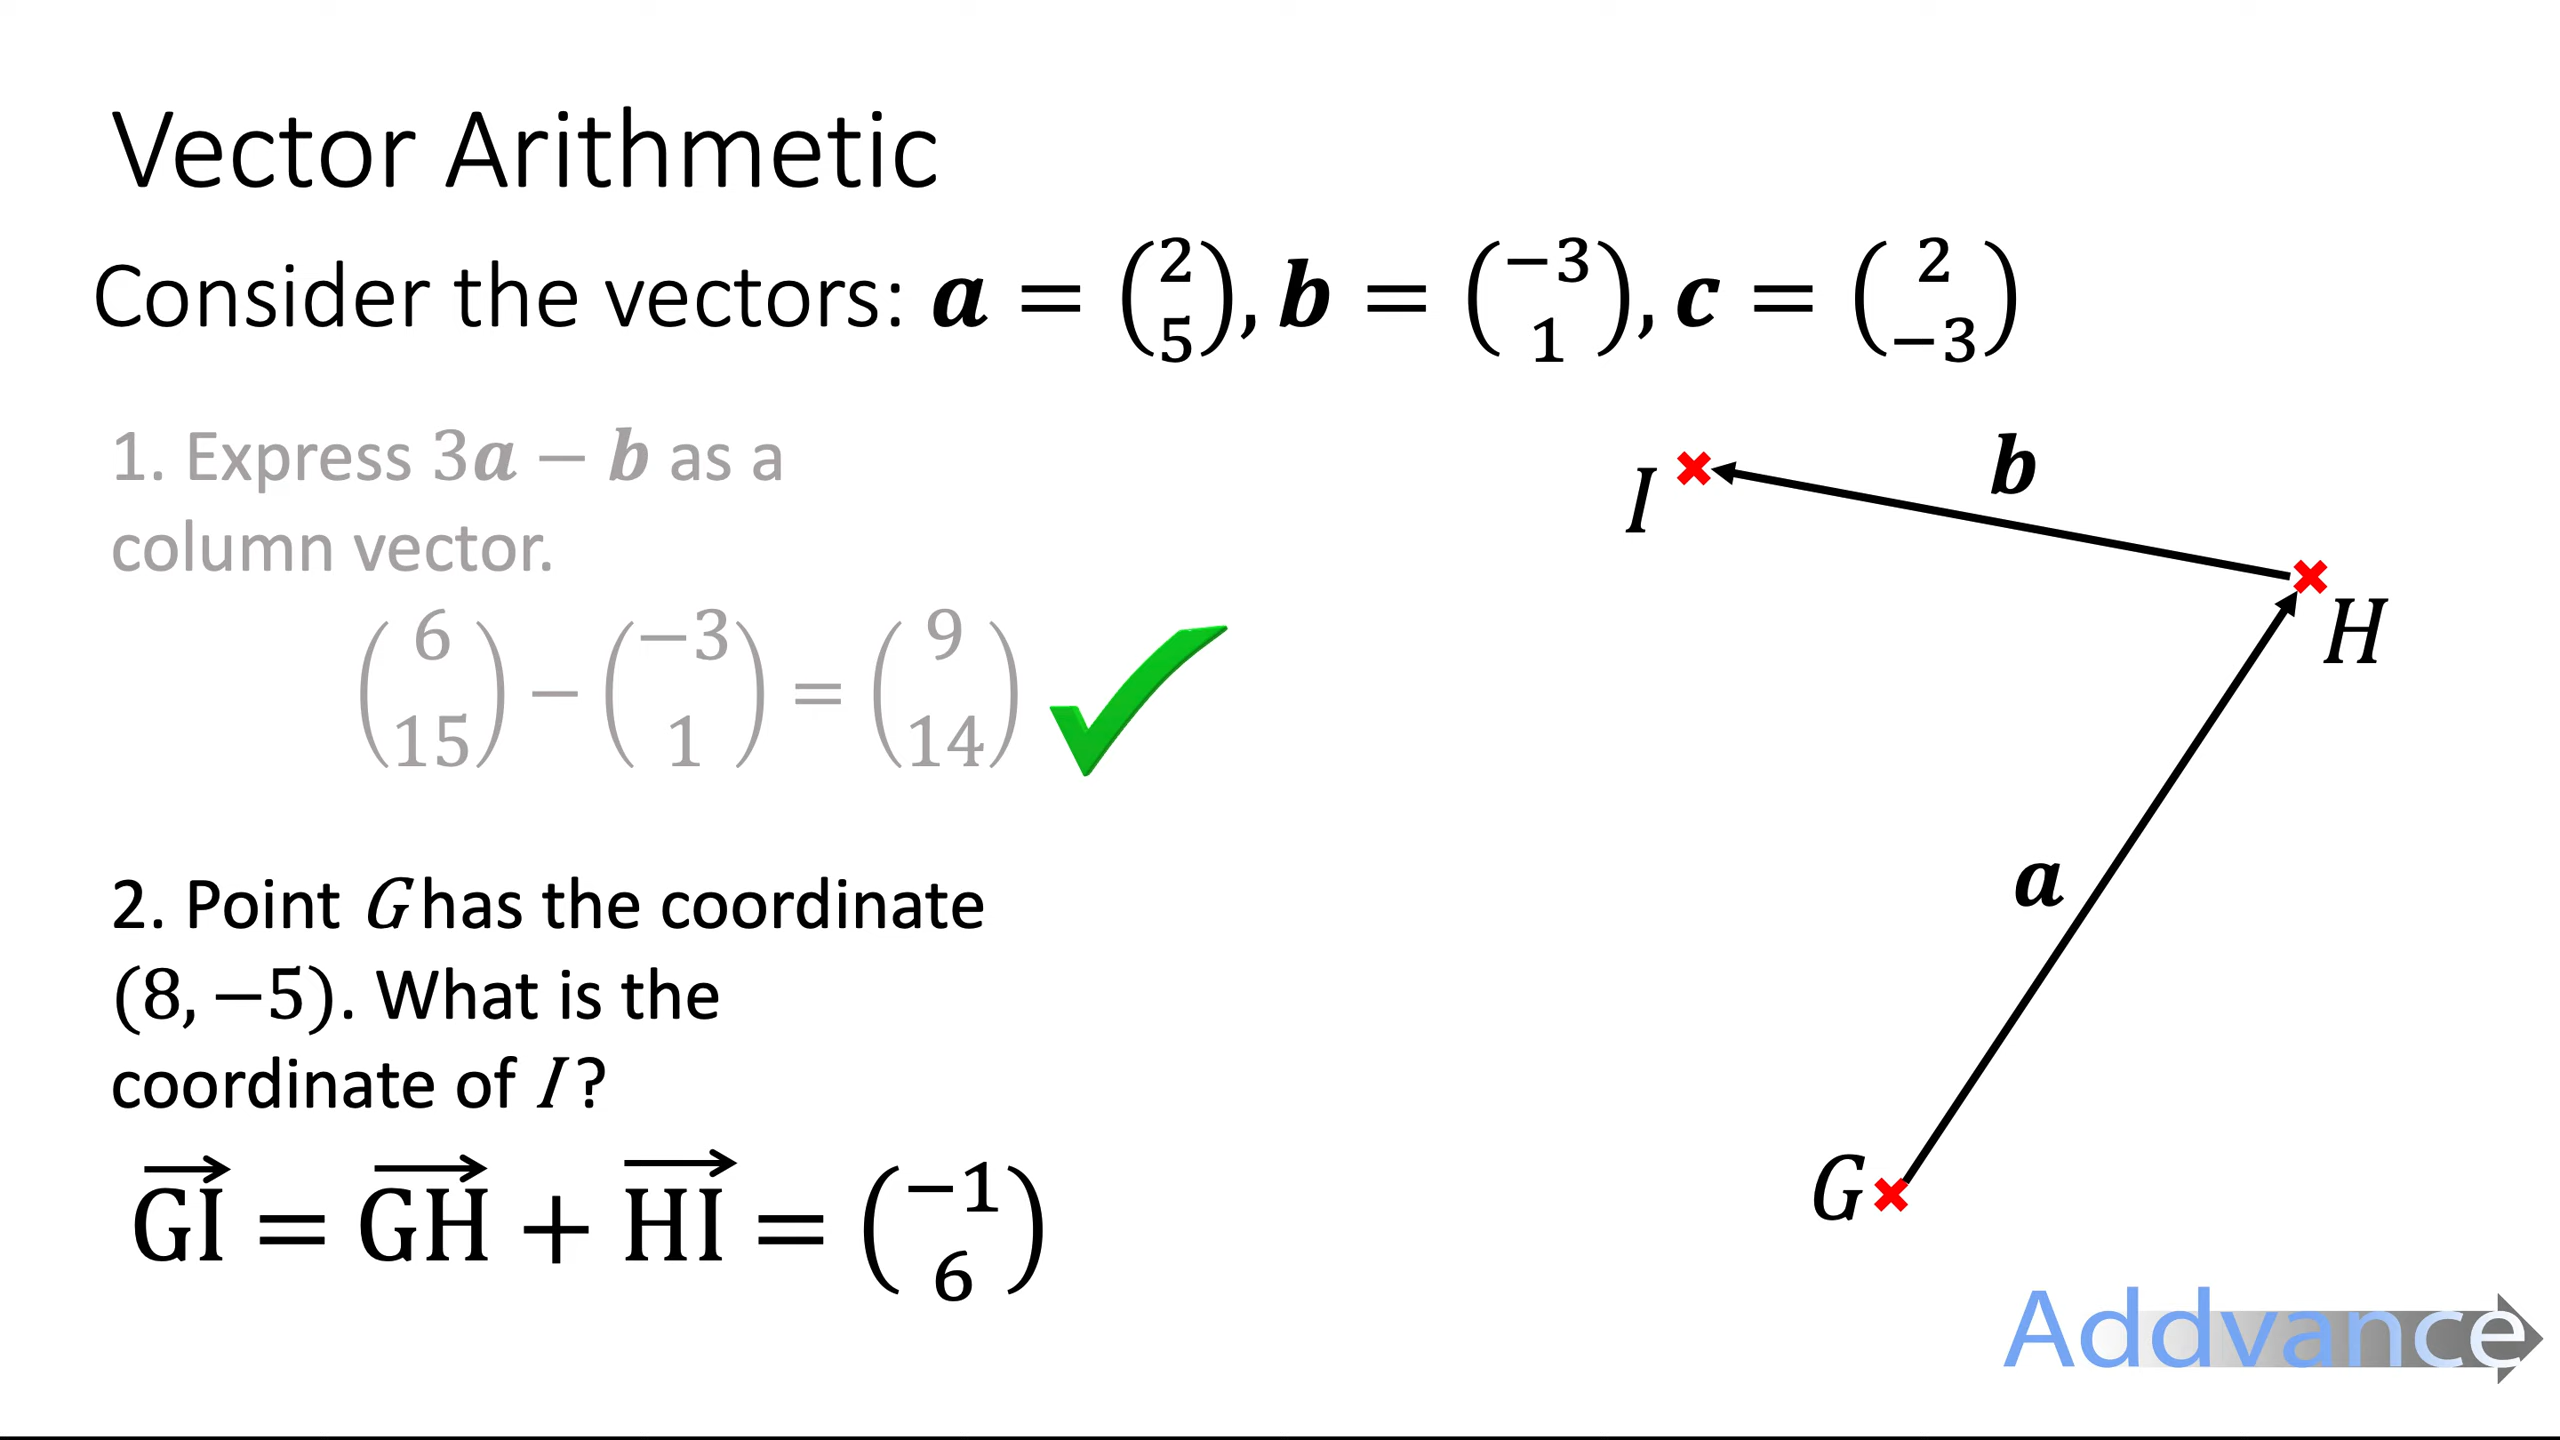 Vector Arithmetic
Consider the vectors: a = (2 5), b = (−3 1), c = (2 −3)
1. Express 3a − b as a
column vector.
(6 15) − (−3 1) = (9 14)
2. Point G has the coordinate
(8, −5). What is the
coordinate of I ?
GI = GH + HI = (−1 6)
b
I
H
a
G
Addvance